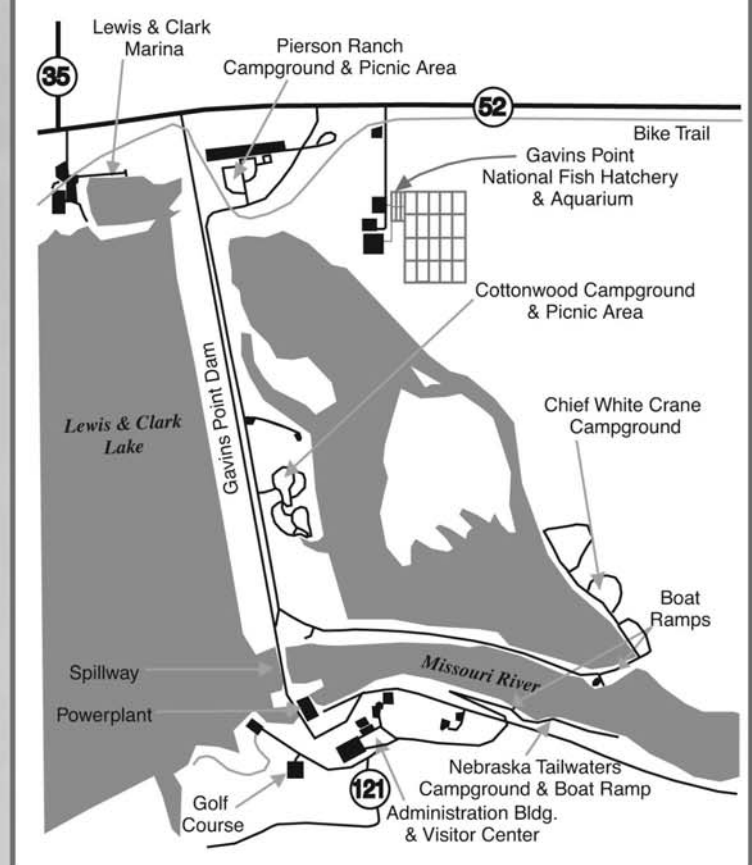 Lewis & Clark
Marina
Pierson Ranch
Campground & Picnic Area
35
52
Bike Trail
Gavins Point
National Fish Hatchery
& Aquarium
Cottonwood Campground
& Picnic Area
Gavins Point Dam
Lewis & Clark
Lake
Chief White Crane
Campground
Boat
Ramps
Missouri River
Spillway
Powerplant
Nebraska Tailwaters
Campground & Boat Ramp
121
Golf
Course
Administration Bldg.
& Visitor Center